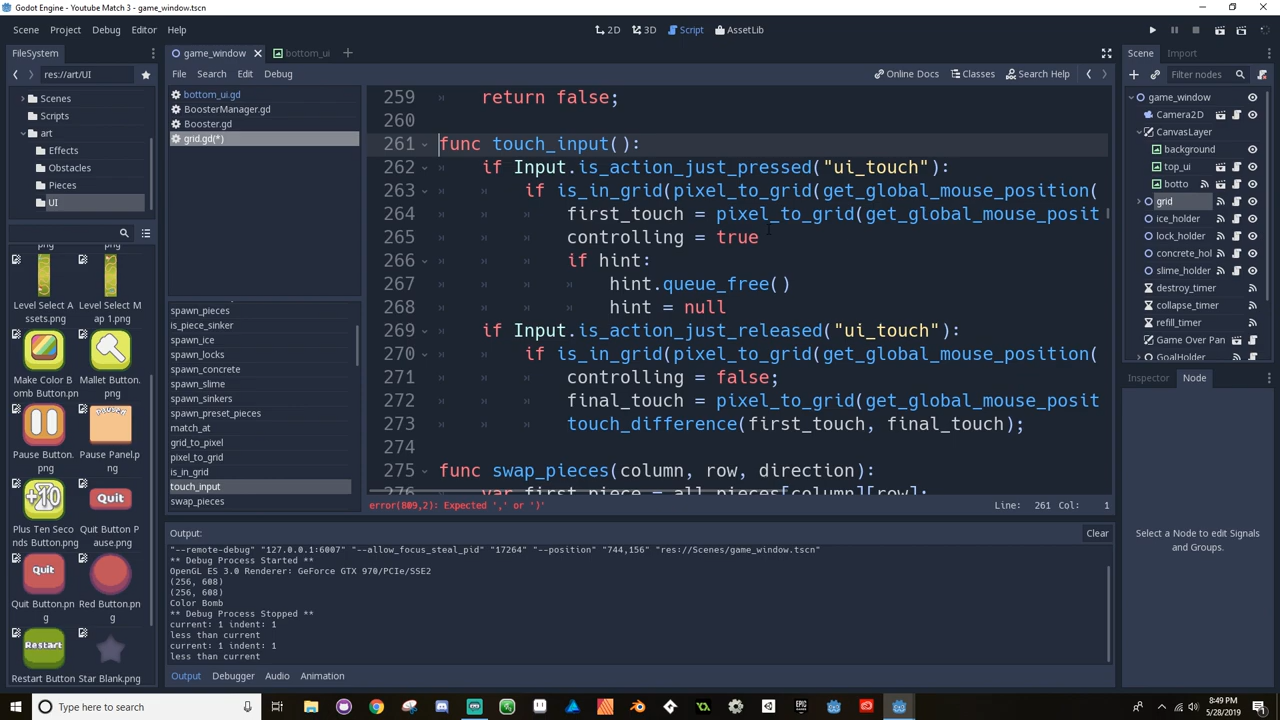 Godot Engine - Youtube Match 3 - game_window.tscn
Scene Project Debug Editor Help
2D 3D Script AssetLib
FileSystem
res://art/UI
Scenes
Scripts
art
Effects
Obstacles
Pieces
UI
png png
Level Select A Level Select M
ssets.png ap 1.png
Make Color B Mallet Button.
omb Button.pn png
Pause Button. Pause Panel.p
png ng
Plus Ten Seco Quit Button P
nds Button.pn ause.png
Quit Button.pn Red Button.pn
g g
Restart Button Star Blank.png
game_window
bottom_ui
File Search Edit Debug
Online Docs Classes Search Help
bottom_ui.gd
BoosterManager.gd
Booster.gd
grid.gd(*)
spawn_pieces
is_piece_sinker
spawn_ice
spawn_locks
spawn_concrete
spawn_slime
spawn_sinkers
spawn_preset_pieces
match_at
grid_to_pixel
pixel_to_grid
is_in_grid
touch_input
swap_pieces
259 return false;
260
261 func touch_input():
262 if Input.is_action_just_pressed("ui_touch"):
263 if is_in_grid(pixel_to_grid(get_global_mouse_position(
264 first_touch = pixel_to_grid(get_global_mouse_posit
265 controlling = true
266 if hint:
267 hint.queue_free()
268 hint = null
269 if Input.is_action_just_released("ui_touch"):
270 if is_in_grid(pixel_to_grid(get_global_mouse_position(
271 controlling = false;
272 final_touch = pixel_to_grid(get_global_mouse_posit
273 touch_difference(first_touch, final_touch);
274
275 func swap_pieces(column, row, direction):
276 var first_piece = all_pieces[column][row];
Expected ',' or ')'
Line: 261 Col: 1
Output:
Clear
"--remote-debug" "127.0.0.1:6007" "--allow_focus_steal_pid" "17264" "--position" "744,156" "res://Scenes/game_window.tscn"
** Debug Process Started **
OpenGL ES 3.0 Renderer: GeForce GTX 970/PCIe/SSE2
(256, 608)
(256, 608)
Color Bomb
** Debug Process Stopped **
current: 1 indent: 1
less than current
current: 1 indent: 1
less than current
Output Debugger Audio Animation
Scene Import
Filter nodes
game_window
Camera2D
CanvasLayer
background
top_ui
botto
grid
ice_holder
lock_holder
concrete_hol
slime_holder
destroy_timer
collapse_timer
refill_timer
Game Over Pan
GoalHolder
Inspector Node
Select a Node to edit Signals
and Groups.
Type here to search
8:49 PM
5/28/2019